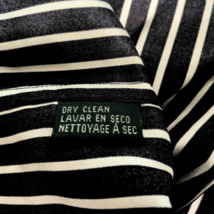 DRY CLEAN
LAVAR EN SECO
NETTOYAGE À SEC